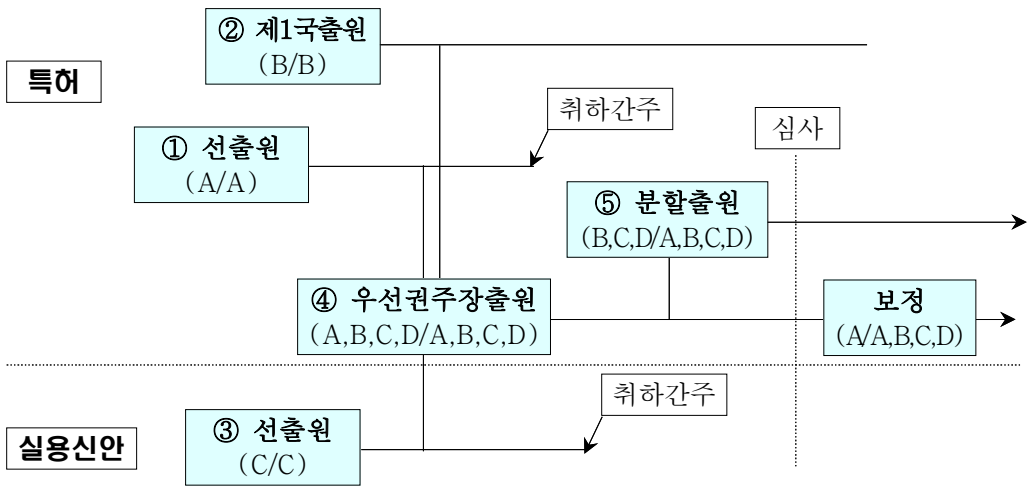 ② 제1국출원
(B/B)
특허
취하간주
심사
① 선출원
(A/A)
⑤ 분할출원
(B,C,D/A,B,C,D)
④ 우선권주장출원
(A,B,C,D/A,B,C,D)
보정
(A/A,B,C,D)
취하간주
③ 선출원
(C/C)
실용신안